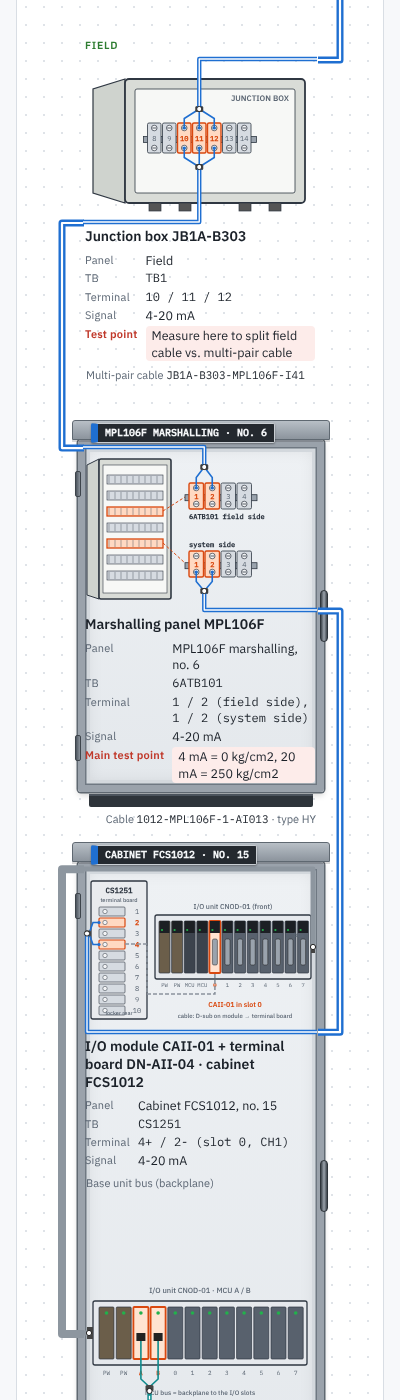 FIELD
JUNCTION BOX
8 9 10 11 12 13 14
Junction box JB1A-B303
Panel Field
TB TB1
Terminal 10 / 11 / 12
Signal 4-20 mA
Test point Measure here to split field
cable vs. multi-pair cable
Multi-pair cable JB1A-B303-MPL106F-I41
MPL106F MARSHALLING · NO. 6
1 2 3 4
6ATB101 field side
system side
1 2 3 4
Marshalling panel MPL106F
Panel MPL106F marshalling,
no. 6
TB 6ATB101
Terminal 1 / 2 (field side),
1 / 2 (system side)
Signal 4-20 mA
Main test point 4 mA = 0 kg/cm2, 20
mA = 250 kg/cm2
Cable 1012-MPL106F-1-AI013 · type HY
CABINET FCS1012 · NO. 15
CS1251
terminal board
1
2
3
4
5
6
7
8
9
10
I/O unit CNOD-01 (front)
PW PW MCU MCU 0 1 2 3 4 5 6 7
CAII-01 in slot 0
cable: D-sub on module → terminal board
I/O module CAII-01 + terminal
board DN-AII-04 · cabinet
FCS1012
Panel Cabinet FCS1012, no. 15
TB CS1251
Terminal 4+ / 2- (slot 0, CH1)
Signal 4-20 mA
Base unit bus (backplane)
I/O unit CNOD-01 · MCU A / B
PW PW 0 1 2 3 4 5 6 7
bus = backplane to the I/O slots